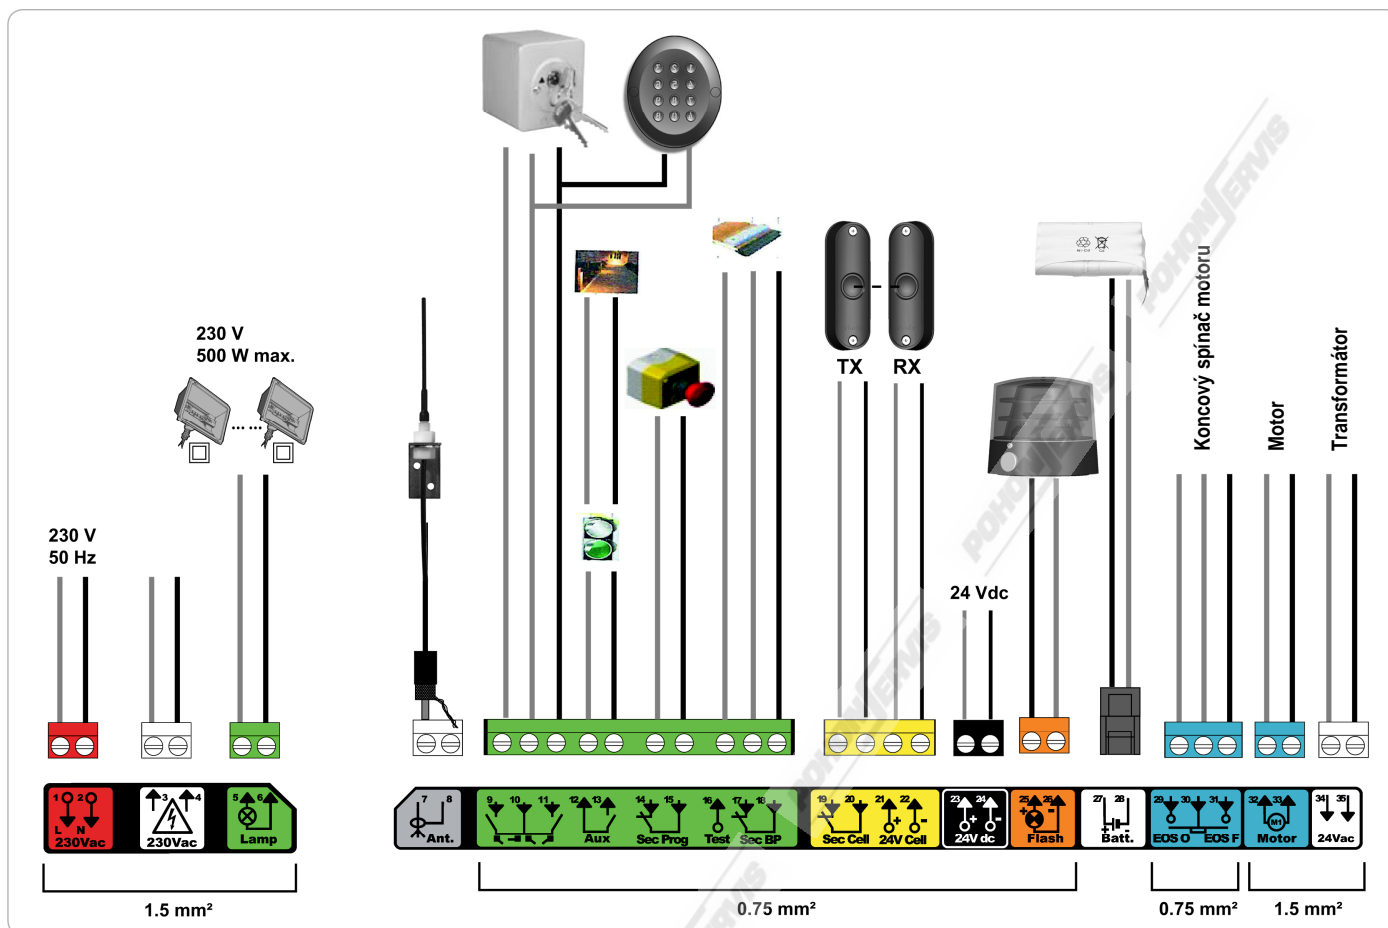 230 V
500 W max.
... ...
230 V
50 Hz
TX RX
24 Vdc
Koncový spínač motoru
Motor
Transformátor
1 2
L N
230Vac
3 4
230Vac
5 6
Lamp
7 8
Ant.
9 10 11
12 13
Aux
14 15
Sec Prog
16
Test
17 18
Sec BP
19 20
Sec Cell
21 22
+ -
24V Cell
23 24
+ -
24V dc
25 26
+ -
Flash
27 28
+ -
Batt.
29 30 31
EOS O EOS F
32 33
M1
Motor
34 35
24Vac
1.5 mm²
0.75 mm²
0.75 mm²
1.5 mm²
POHONSERVIS
POHONSERVIS
POHONSERVIS